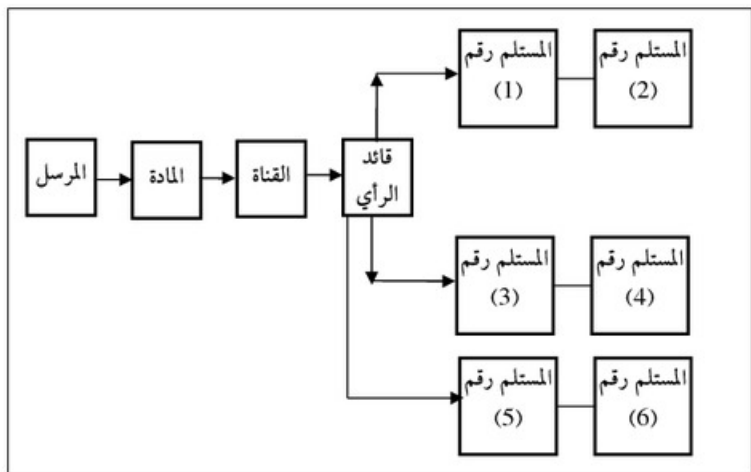 المستلم رقم
(1)
المستلم رقم
(2)
المرسل
المادة
القناة
قائد
الرأي
المستلم رقم
(3)
المستلم رقم
(4)
المستلم رقم
(5)
المستلم رقم
(6)